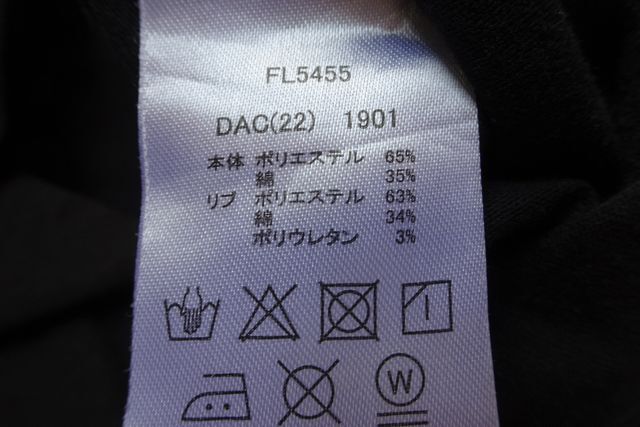 FL5455
DAC(22) 1901
本体 ポリエステル 65%
綿 35%
リブ ポリエステル 63%
綿 34%
ポリウレタン 3%
W